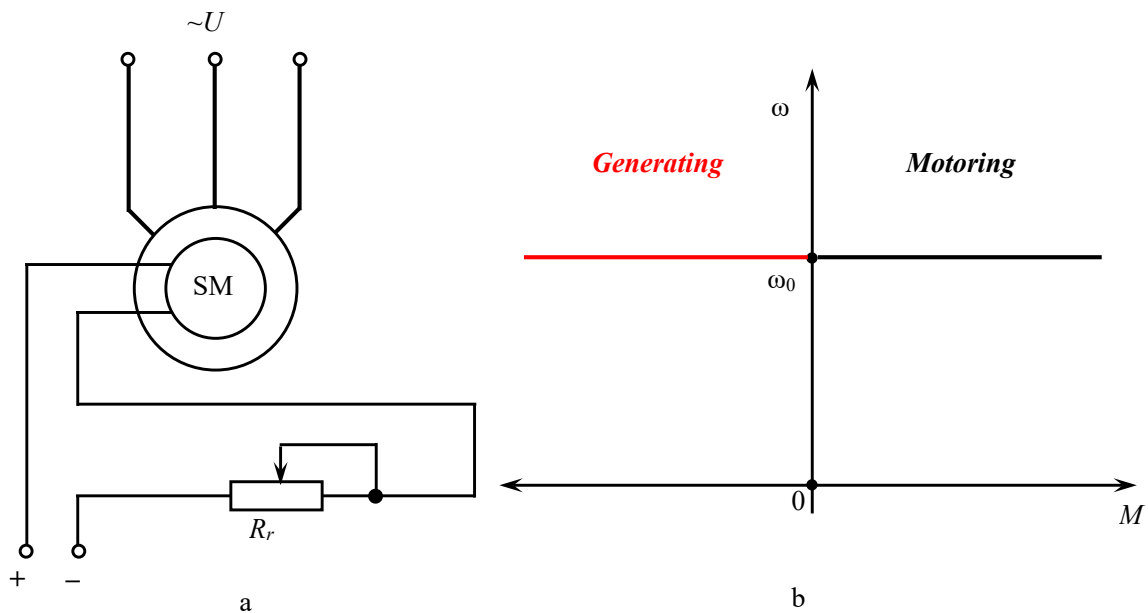 ~U
SM
R_r
+
−
a
ω
Generating
Motoring
ω₀
0
M
b